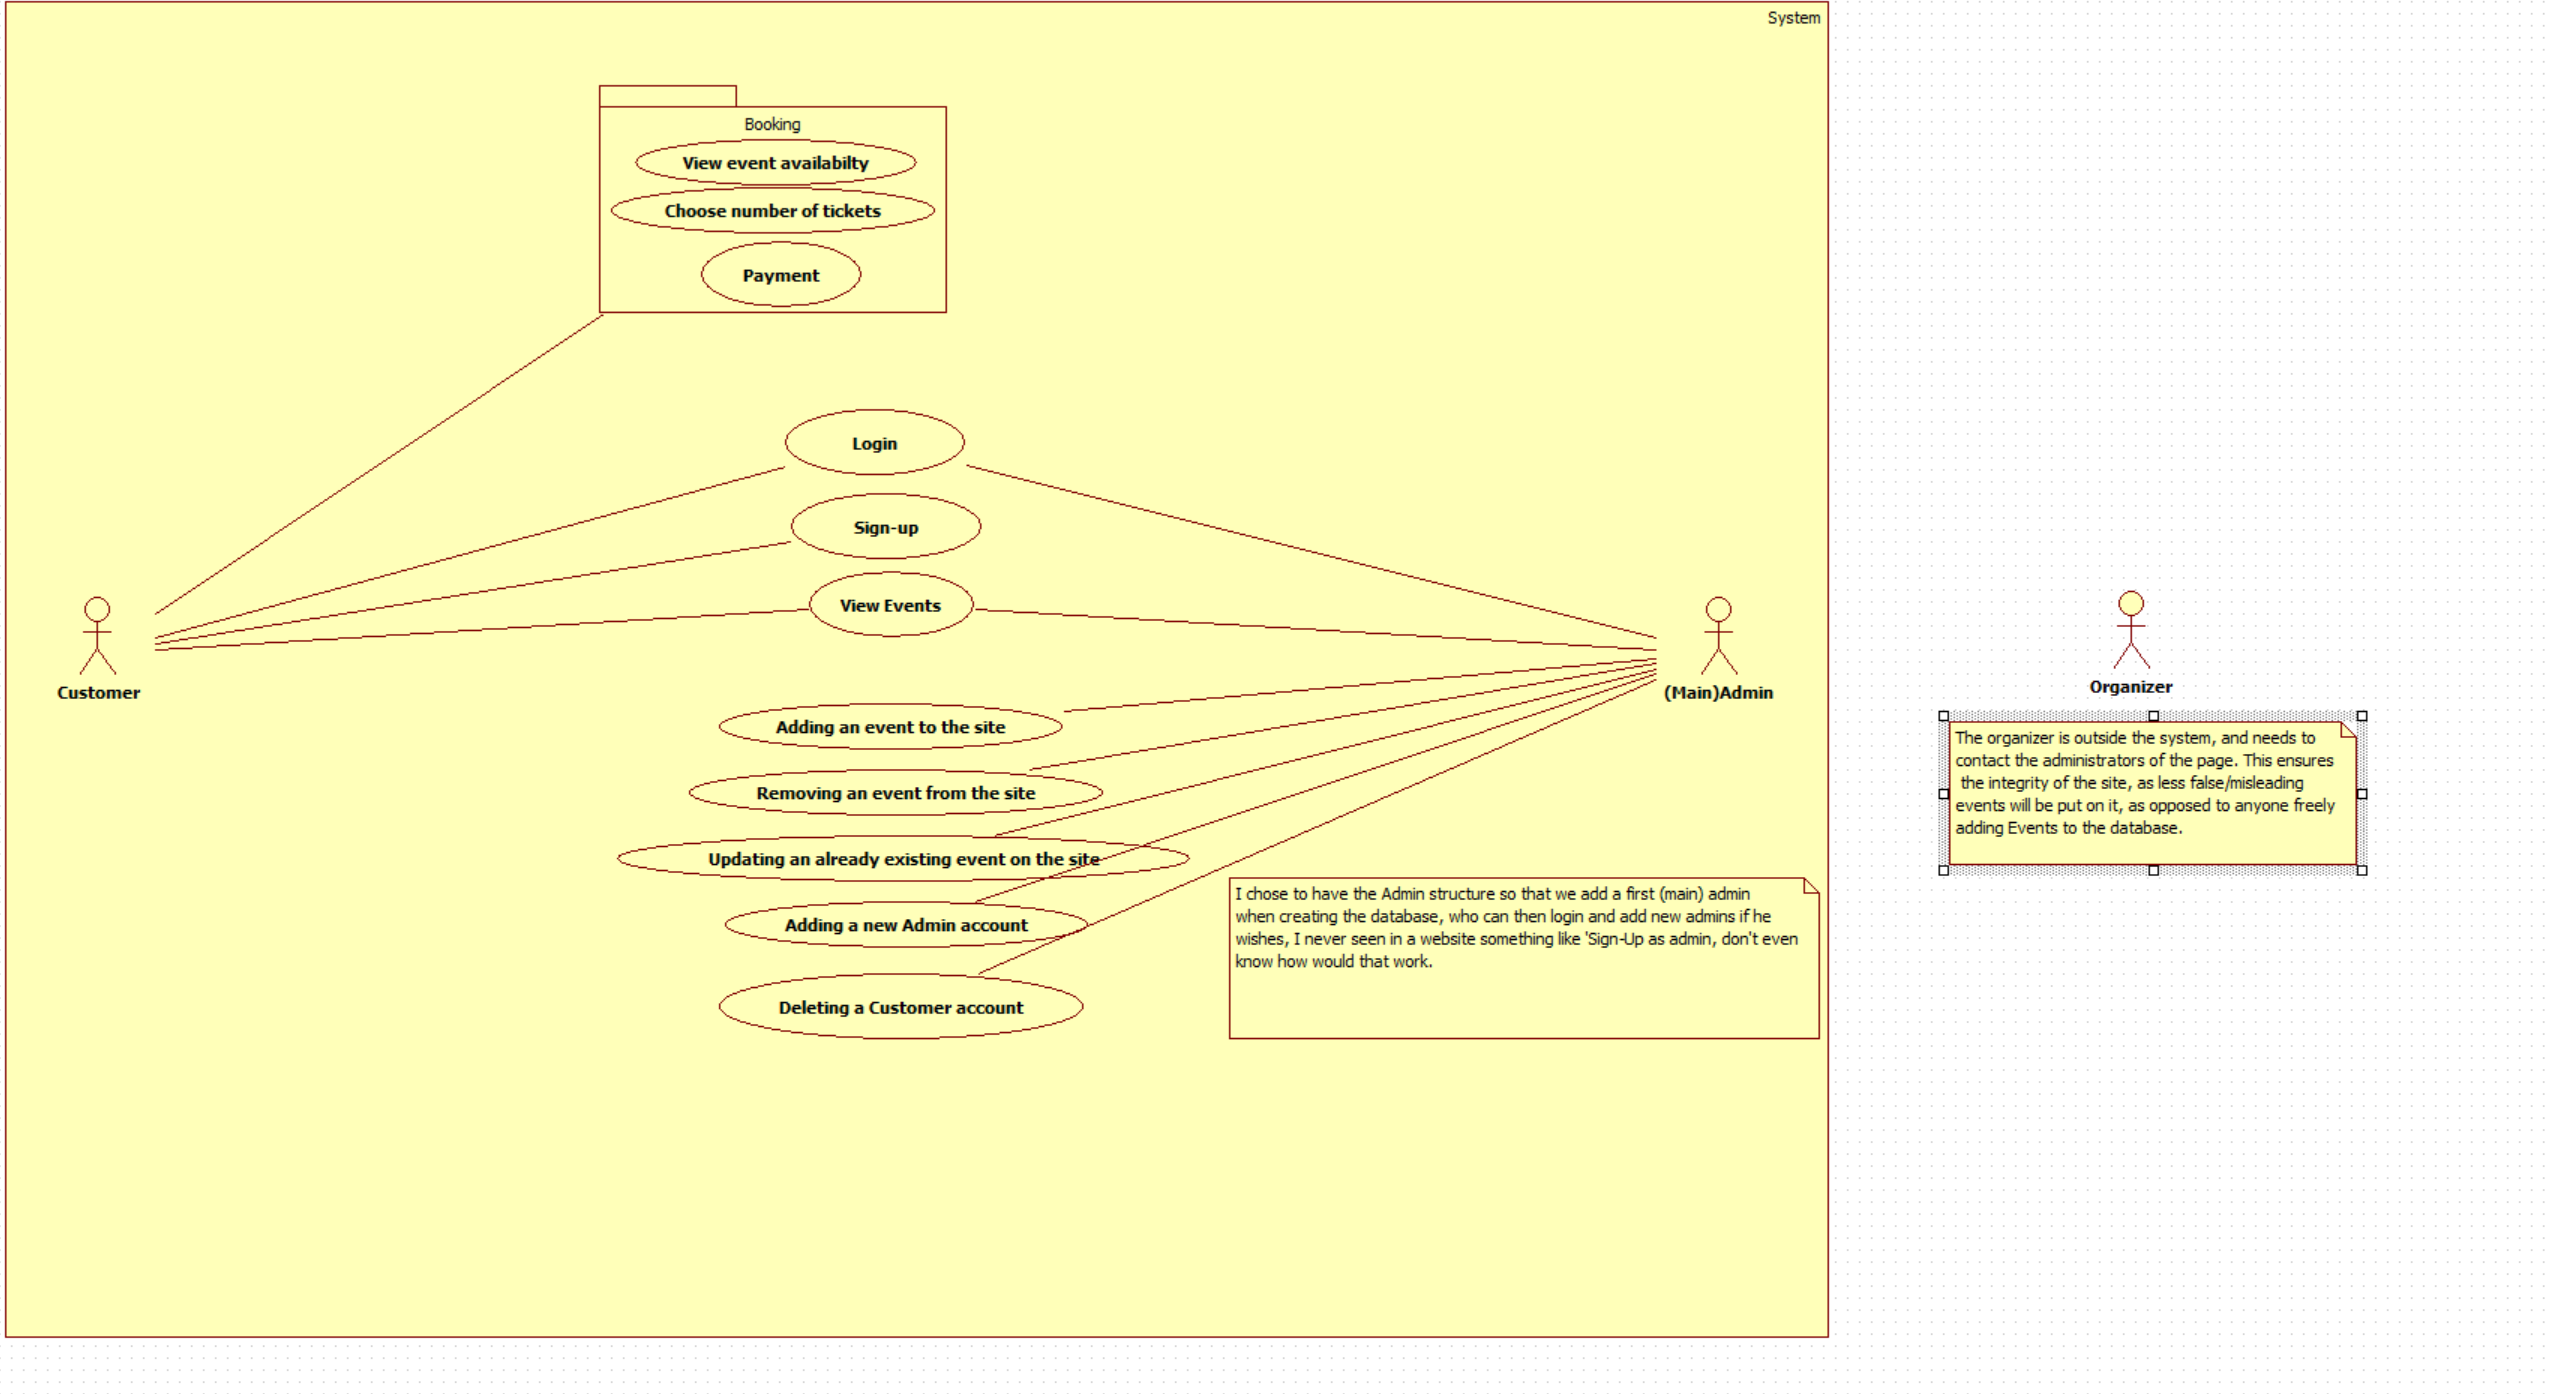 System
Booking
View event availabilty
Choose number of tickets
Payment
Login
Sign-up
View Events
Customer
(Main)Admin
Organizer
Adding an event to the site
Removing an event from the site
Updating an already existing event on the site
Adding a new Admin account
Deleting a Customer account
The organizer is outside the system, and needs to
contact the administrators of the page. This ensures
the integrity of the site, as less false/misleading
events will be put on it, as opposed to anyone freely
adding Events to the database.
I chose to have the Admin structure so that we add a first (main) admin
when creating the database, who can then login and add new admins if he
wishes, I never seen in a website something like 'Sign-Up as admin, don't even
know how would that work.